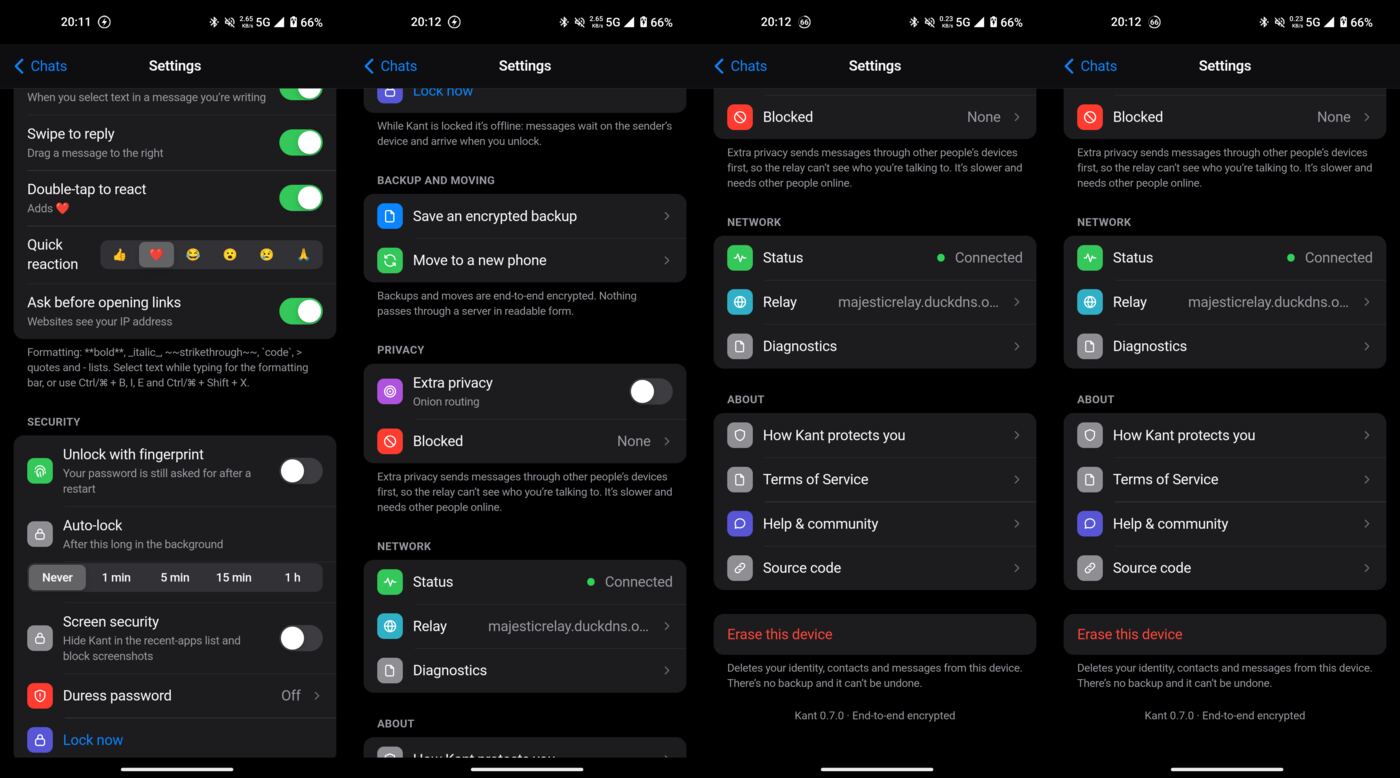 20:11
2.65 KB/s 5G 66%
Chats
Settings
When you select text in a message you're writing
Swipe to reply
Drag a message to the right
Double-tap to react
Adds ❤️
Quick
reaction
👍 ❤️ 😂 😮 😢 🙏
Ask before opening links
Websites see your IP address
Formatting: **bold**, _italic_, ~~strikethrough~~, `code`, >
quotes and - lists. Select text while typing for the formatting
bar, or use Ctrl/⌘ + B, I, E and Ctrl/⌘ + Shift + X.
SECURITY
Unlock with fingerprint
Your password is still asked for after a
restart
Auto-lock
After this long in the background
Never 1 min 5 min 15 min 1 h
Screen security
Hide Kant in the recent-apps list and
block screenshots
Duress password Off
Lock now
20:12
2.65 KB/s 5G 66%
Chats
Settings
Lock now
While Kant is locked it's offline: messages wait on the sender's
device and arrive when you unlock.
BACKUP AND MOVING
Save an encrypted backup
Move to a new phone
Backups and moves are end-to-end encrypted. Nothing
passes through a server in readable form.
PRIVACY
Extra privacy
Onion routing
Blocked None
Extra privacy sends messages through other people's devices
first, so the relay can't see who you're talking to. It's slower and
needs other people online.
NETWORK
Status Connected
Relay majesticrelay.duckdns.o...
Diagnostics
ABOUT
How Kant protects you
20:12 66
0.23 KB/s 5G 66%
Chats
Settings
Blocked None
Extra privacy sends messages through other people's devices
first, so the relay can't see who you're talking to. It's slower and
needs other people online.
NETWORK
Status Connected
Relay majesticrelay.duckdns.o...
Diagnostics
ABOUT
How Kant protects you
Terms of Service
Help & community
Source code
Erase this device
Deletes your identity, contacts and messages from this device.
There's no backup and it can't be undone.
Kant 0.7.0 · End-to-end encrypted
20:12 66
0.23 KB/s 5G 66%
Chats
Settings
Blocked None
Extra privacy sends messages through other people's devices
first, so the relay can't see who you're talking to. It's slower and
needs other people online.
NETWORK
Status Connected
Relay majesticrelay.duckdns.o...
Diagnostics
ABOUT
How Kant protects you
Terms of Service
Help & community
Source code
Erase this device
Deletes your identity, contacts and messages from this device.
There's no backup and it can't be undone.
Kant 0.7.0 · End-to-end encrypted